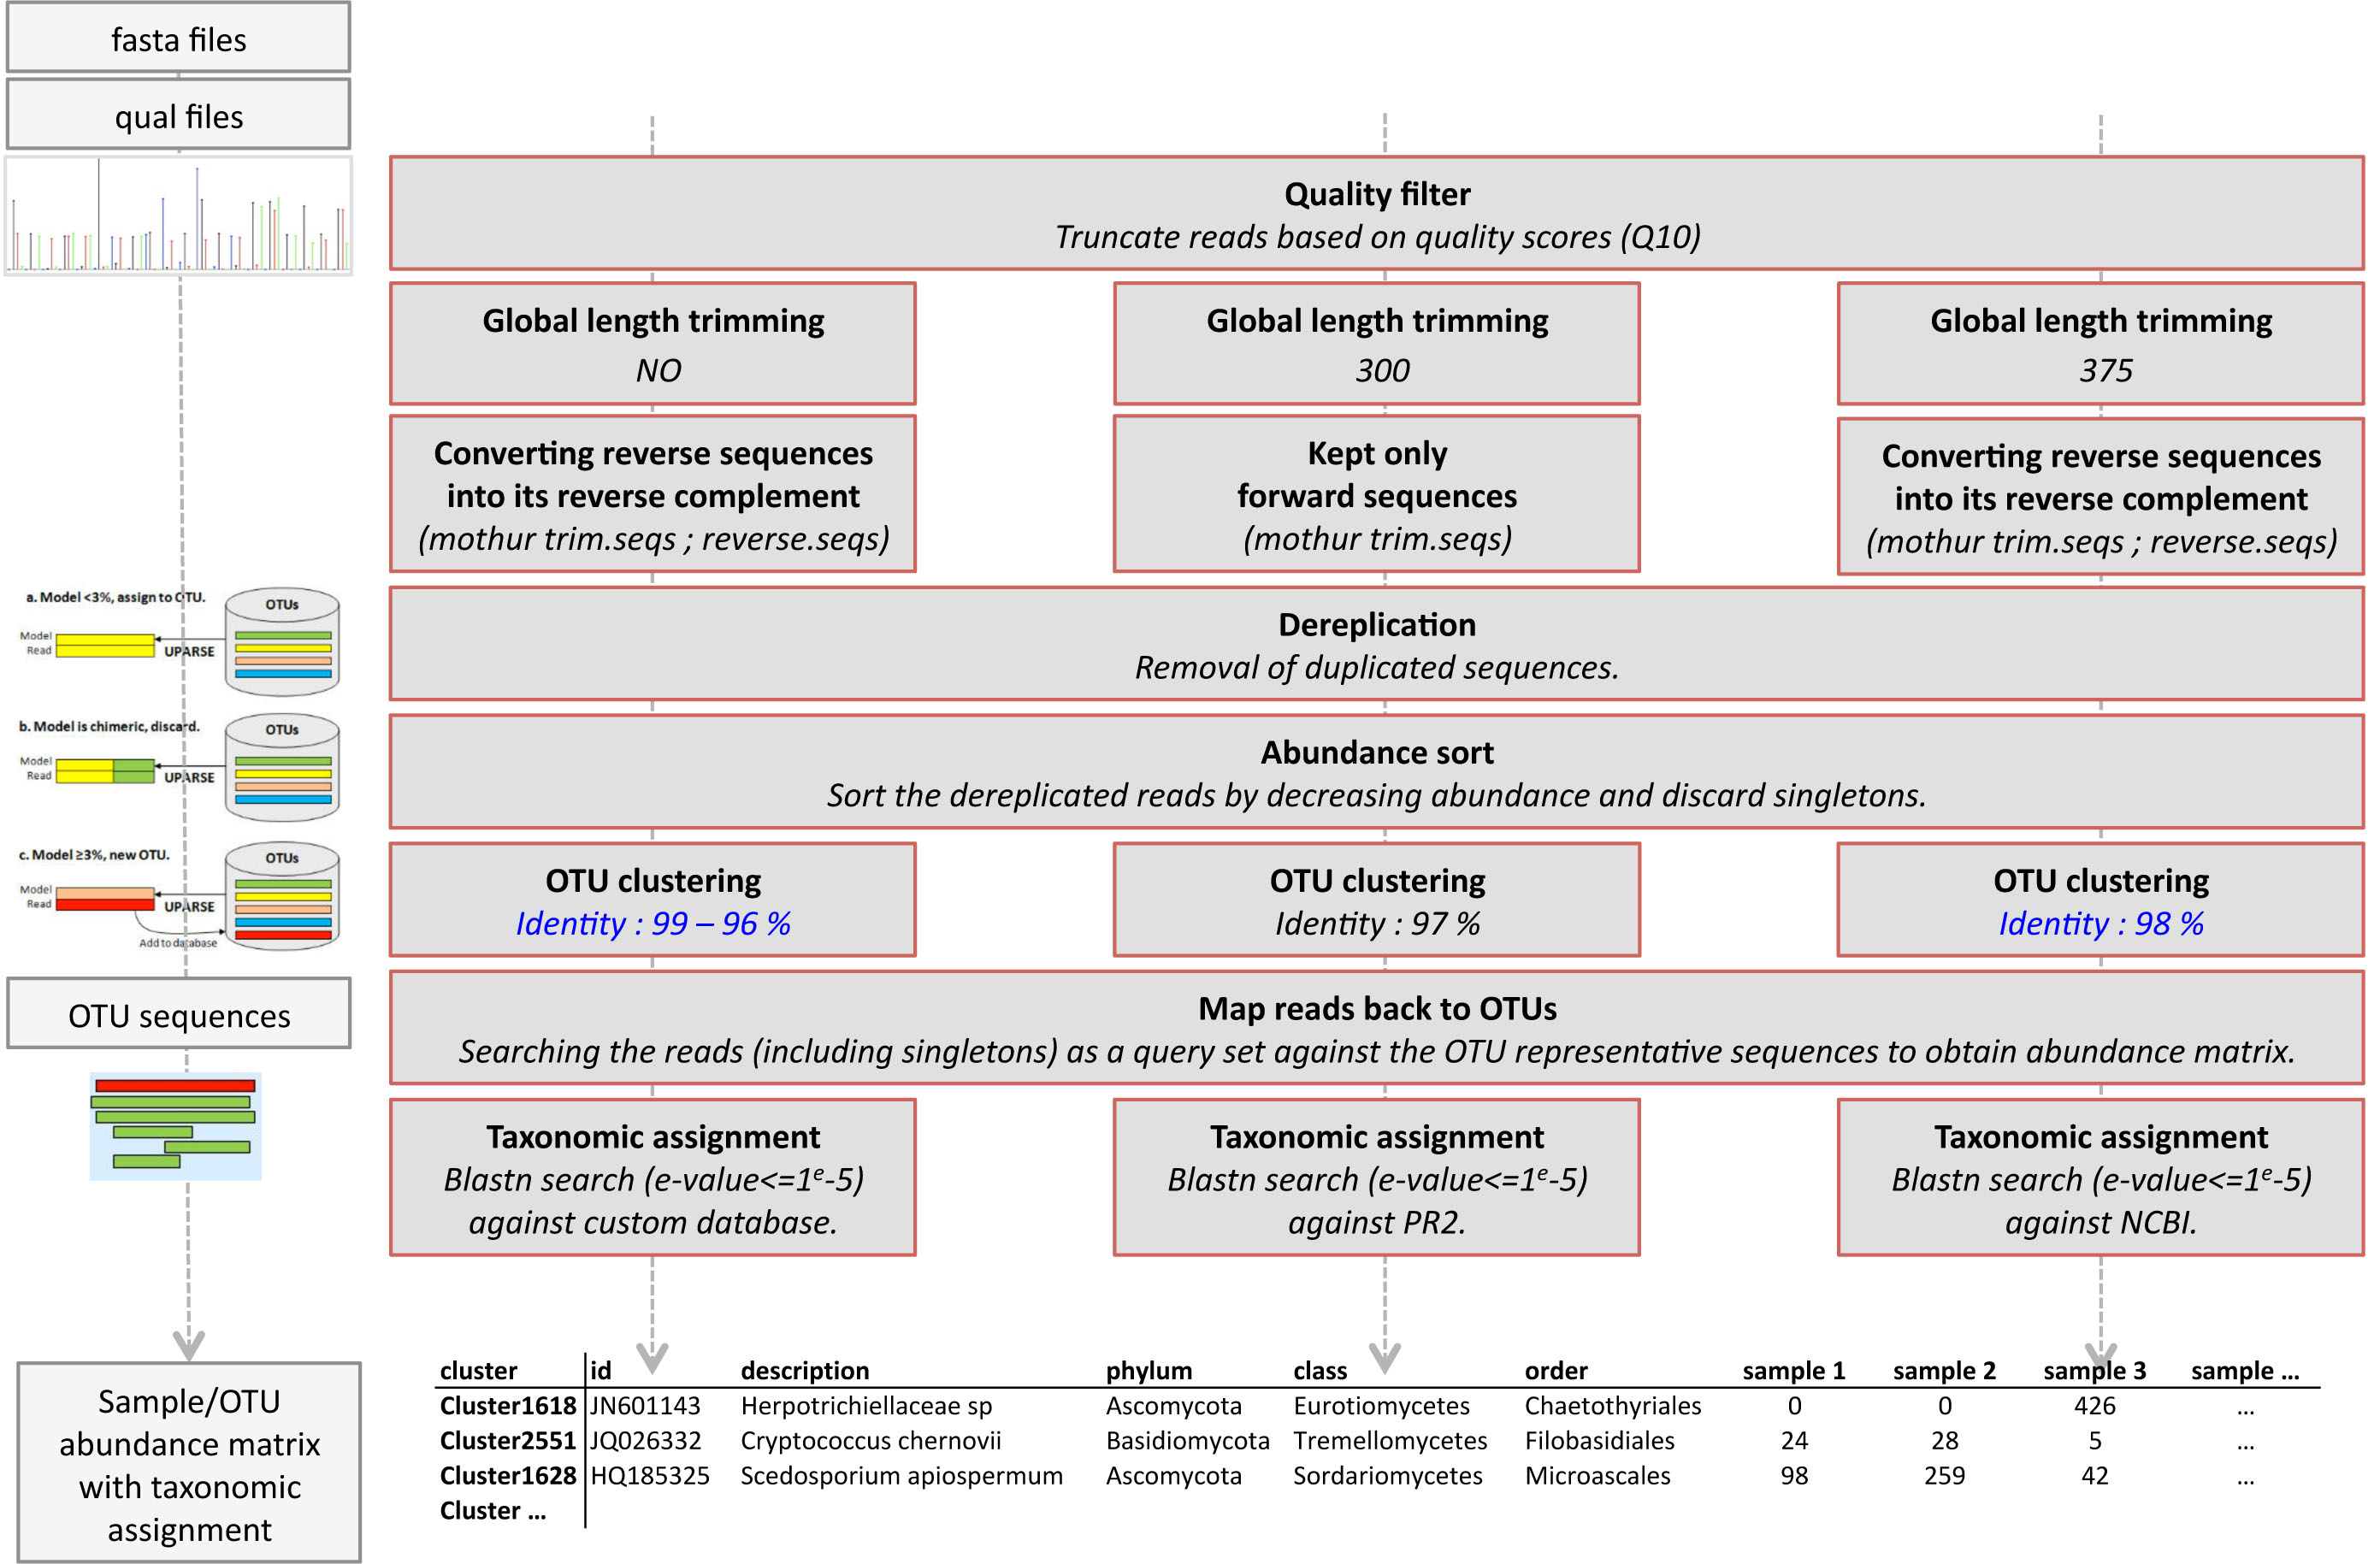 fasta files
qual files
Quality filter
Truncate reads based on quality scores (Q10)
Global length trimming
NO
Global length trimming
300
Global length trimming
375
Converting reverse sequences
into its reverse complement
(mothur trim.seqs ; reverse.seqs)
Kept only
forward sequences
(mothur trim.seqs)
Converting reverse sequences
into its reverse complement
(mothur trim.seqs ; reverse.seqs)
a. Model <3%, assign to OTU.
OTUs
Model
Read
UPARSE
Dereplication
Removal of duplicated sequences.
b. Model is chimeric, discard.
OTUs
Model
Read
UPARSE
Abundance sort
Sort the dereplicated reads by decreasing abundance and discard singletons.
c. Model ≥3%, new OTU.
OTUs
Model
Read
UPARSE
Add to database
OTU clustering
Identity : 99 – 96 %
OTU clustering
Identity : 97 %
OTU clustering
Identity : 98 %
OTU sequences
Map reads back to OTUs
Searching the reads (including singletons) as a query set against the OTU representative sequences to obtain abundance matrix.
Taxonomic assignment
Blastn search (e-value<=1e-5)
against custom database.
Taxonomic assignment
Blastn search (e-value<=1e-5)
against PR2.
Taxonomic assignment
Blastn search (e-value<=1e-5)
against NCBI.
Sample/OTU
abundance matrix
with taxonomic
assignment
cluster id description phylum class order sample 1 sample 2 sample 3 sample ...
Cluster1618 JN601143 Herpotrichiellaceae sp Ascomycota Eurotiomycetes Chaetothyriales 0 0 426 ...
Cluster2551 JQ026332 Cryptococcus chernovii Basidiomycota Tremellomycetes Filobasidiales 24 28 5 ...
Cluster1628 HQ185325 Scedosporium apiospermum Ascomycota Sordariomycetes Microascales 98 259 42 ...
Cluster ...